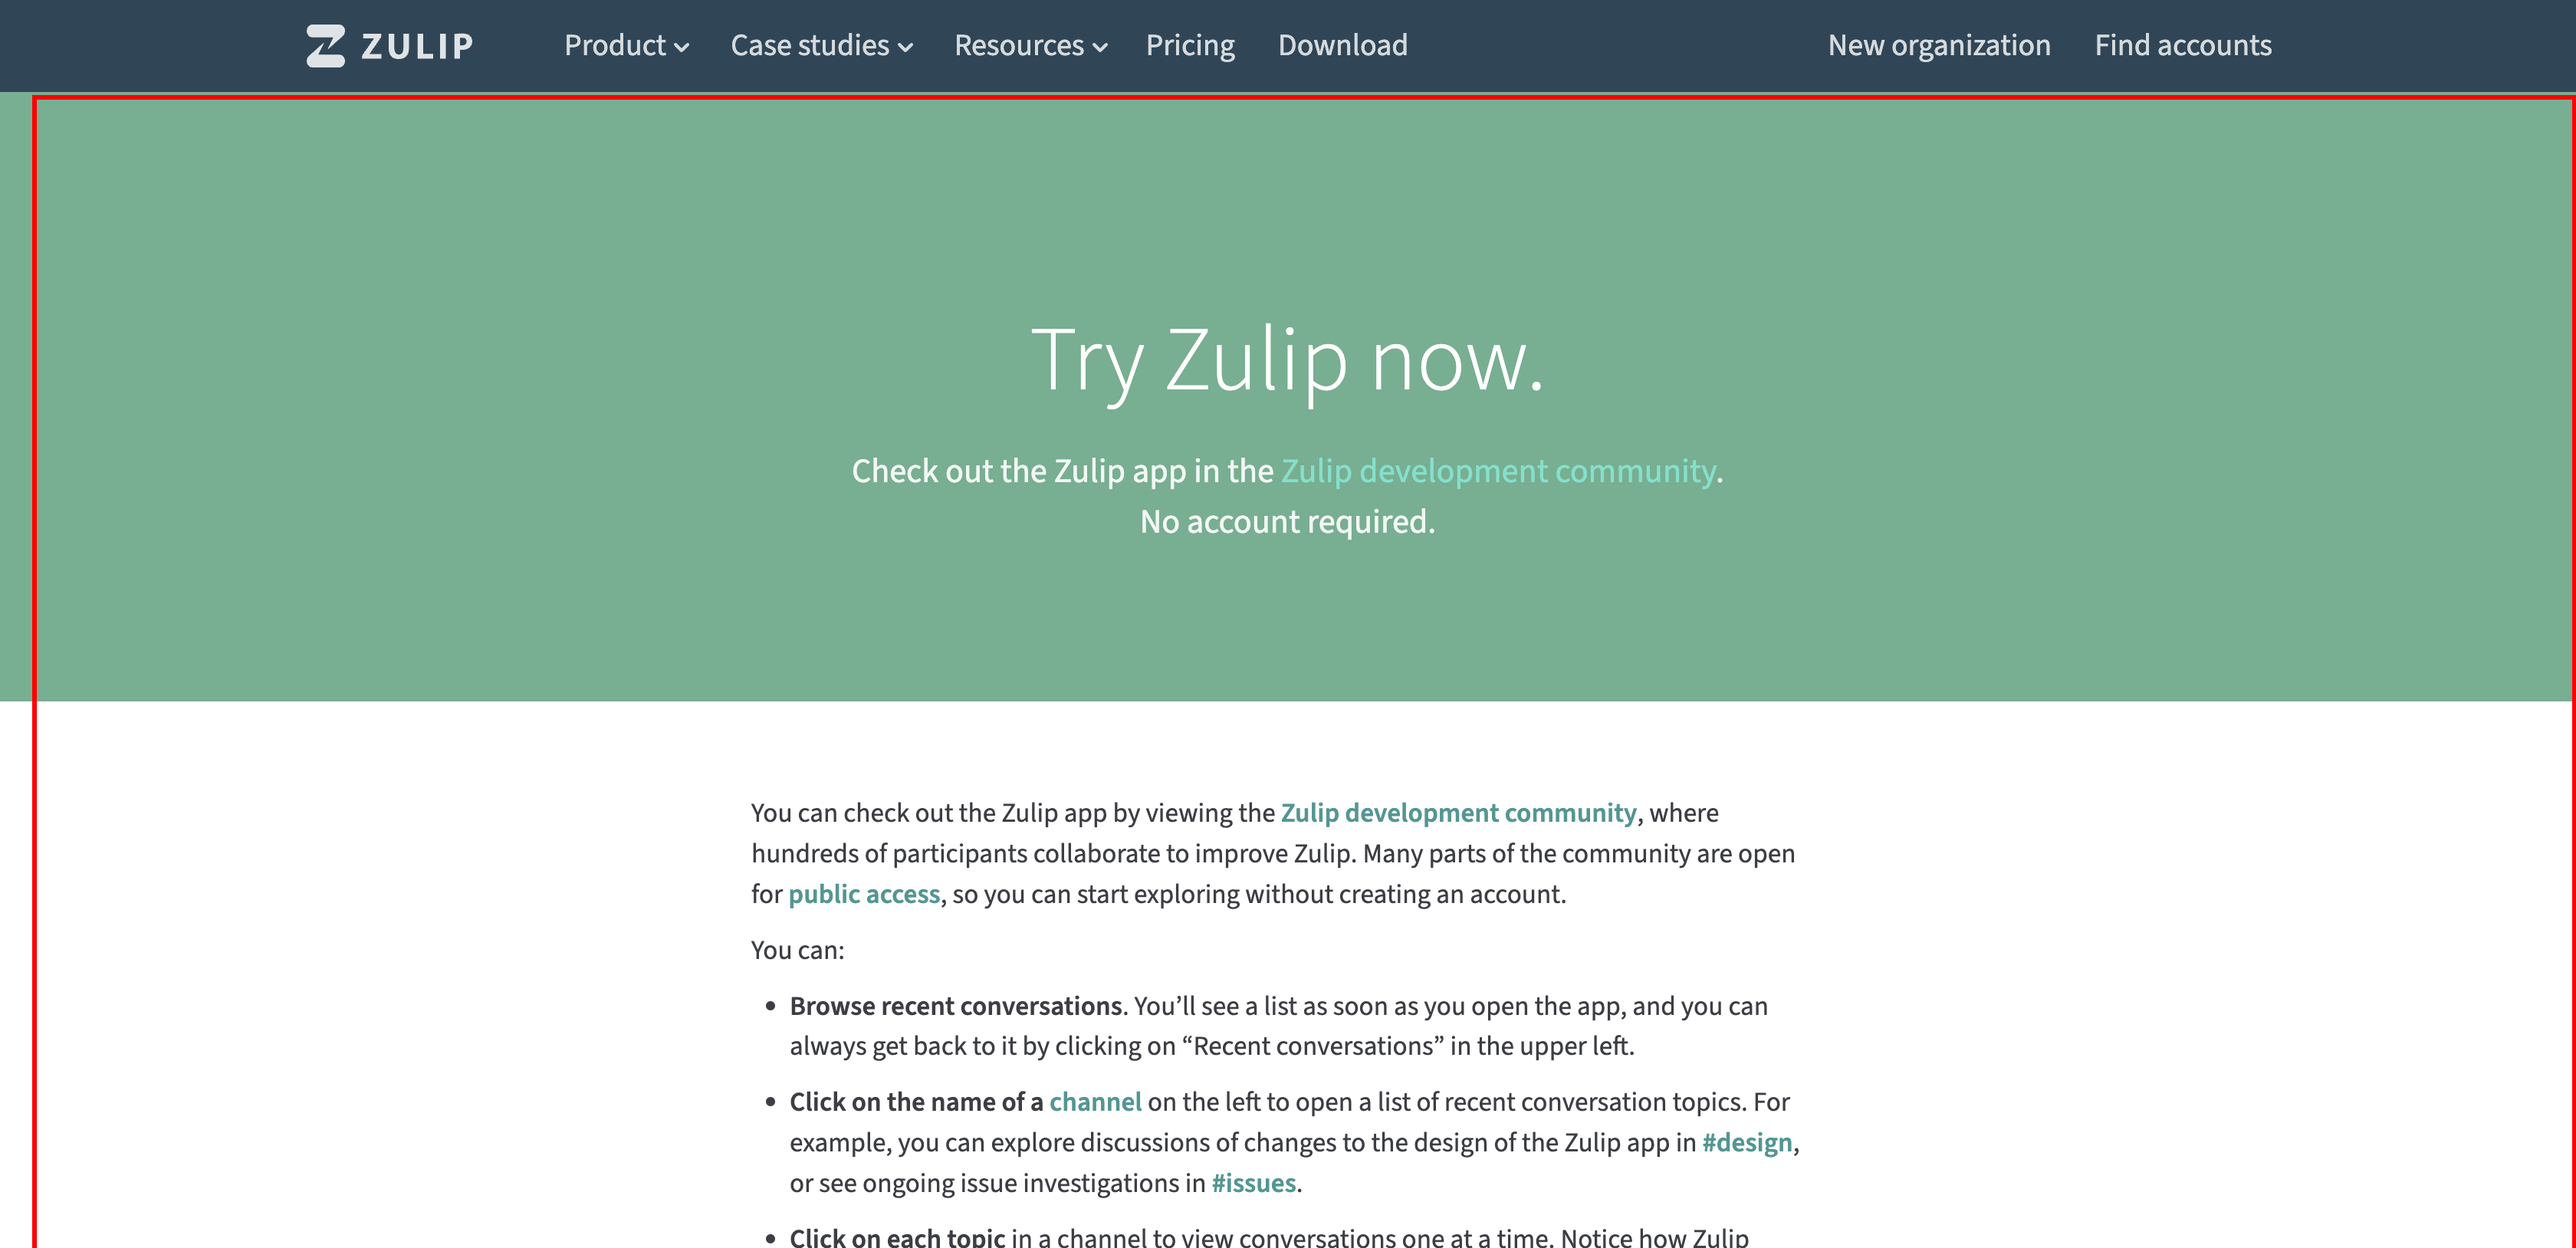 ZULIP Product Case studies Resources Pricing Download New organization Find accounts
Try Zulip now.
Check out the Zulip app in the Zulip development community.
No account required.
You can check out the Zulip app by viewing the Zulip development community, where
hundreds of participants collaborate to improve Zulip. Many parts of the community are open
for public access, so you can start exploring without creating an account.
You can:
• Browse recent conversations. You’ll see a list as soon as you open the app, and you can
always get back to it by clicking on “Recent conversations” in the upper left.
• Click on the name of a channel on the left to open a list of recent conversation topics. For
example, you can explore discussions of changes to the design of the Zulip app in #design,
or see ongoing issue investigations in #issues.
• Click on each topic in a channel to view conversations one at a time. Notice how Zulip